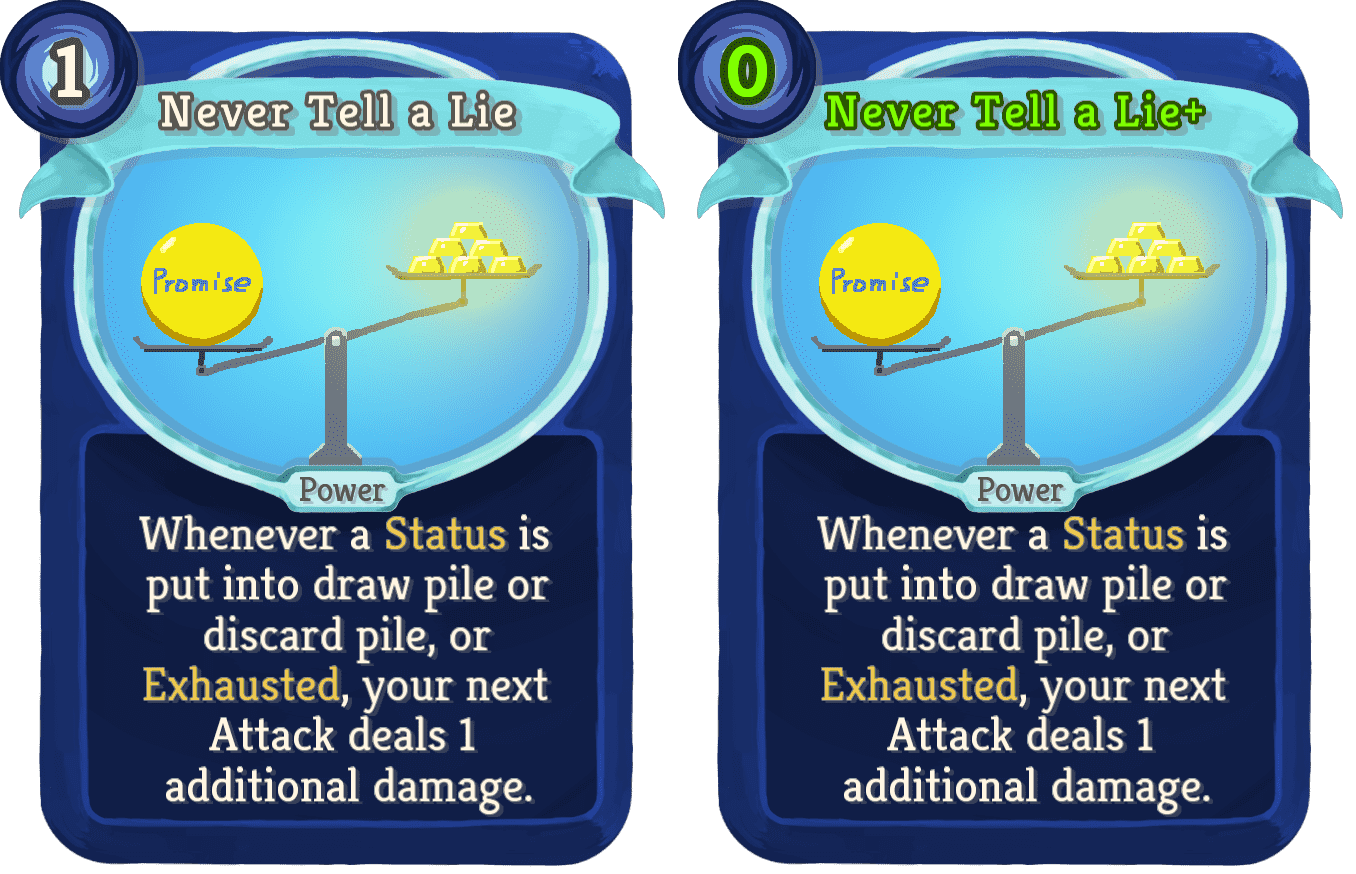 1
Never Tell a Lie
Promise
Power
Whenever a Status is
put into draw pile or
discard pile, or
Exhausted, your next
Attack deals 1
additional damage.
0
Never Tell a Lie+
Promise
Power
Whenever a Status is
put into draw pile or
discard pile, or
Exhausted, your next
Attack deals 1
additional damage.